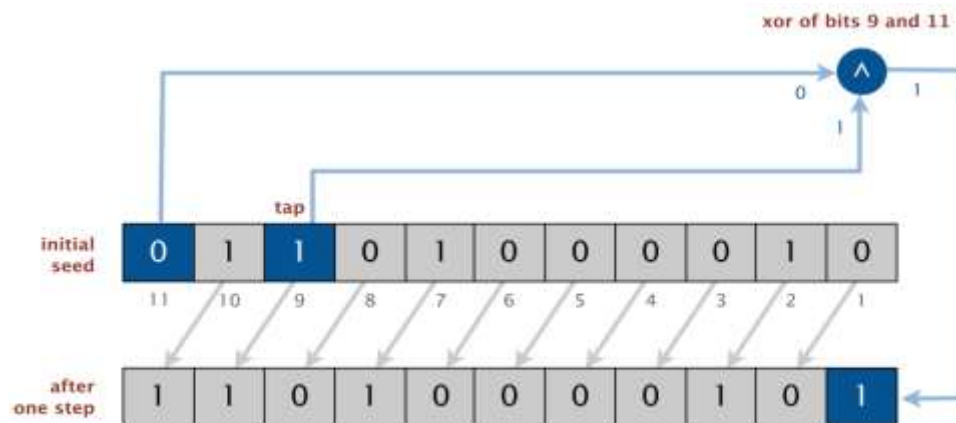 xor of bits 9 and 11
^
0
1
1
tap
initial
seed
0 1 1 0 1 0 0 0 0 1 0
11 10 9 8 7 6 5 4 3 2 1
after
one step
1 1 0 1 0 0 0 0 1 0 1